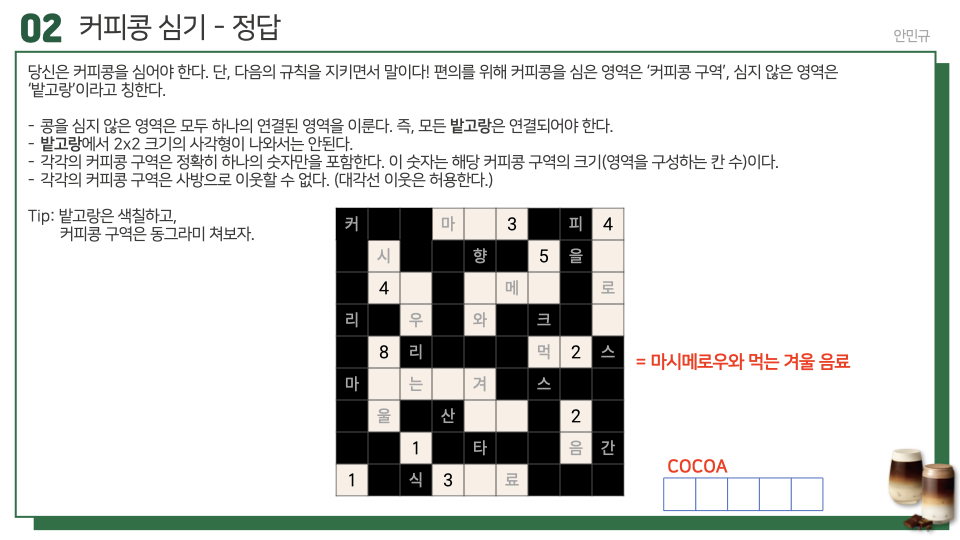 02 커피콩 심기 - 정답
안민규
당신은 커피콩을 심어야 한다. 단, 다음의 규칙을 지키면서 말이다! 편의를 위해 커피콩을 심은 영역은 ‘커피콩 구역’, 심지 않은 영역은
‘밭고랑’이라고 칭한다.
- 콩을 심지 않은 영역은 모두 하나의 연결된 영역을 이룬다. 즉, 모든 밭고랑은 연결되어야 한다.
- 밭고랑에서 2x2 크기의 사각형이 나와서는 안된다.
- 각각의 커피콩 구역은 정확히 하나의 숫자만을 포함한다. 이 숫자는 해당 커피콩 구역의 크기(영역을 구성하는 칸 수)이다.
- 각각의 커피콩 구역은 사방으로 이웃할 수 없다. (대각선 이웃은 허용한다.)
Tip: 밭고랑은 색칠하고,
커피콩 구역은 동그라미 쳐보자.
커 마 3 피 4
시 향 5 을
4 메 로
리 우 와 크
8 리 먹 2 스
마 는 겨 스
울 산 2
1 타 음 간
1 식 3 료
= 마시메로우와 먹는 겨울 음료
COCOA